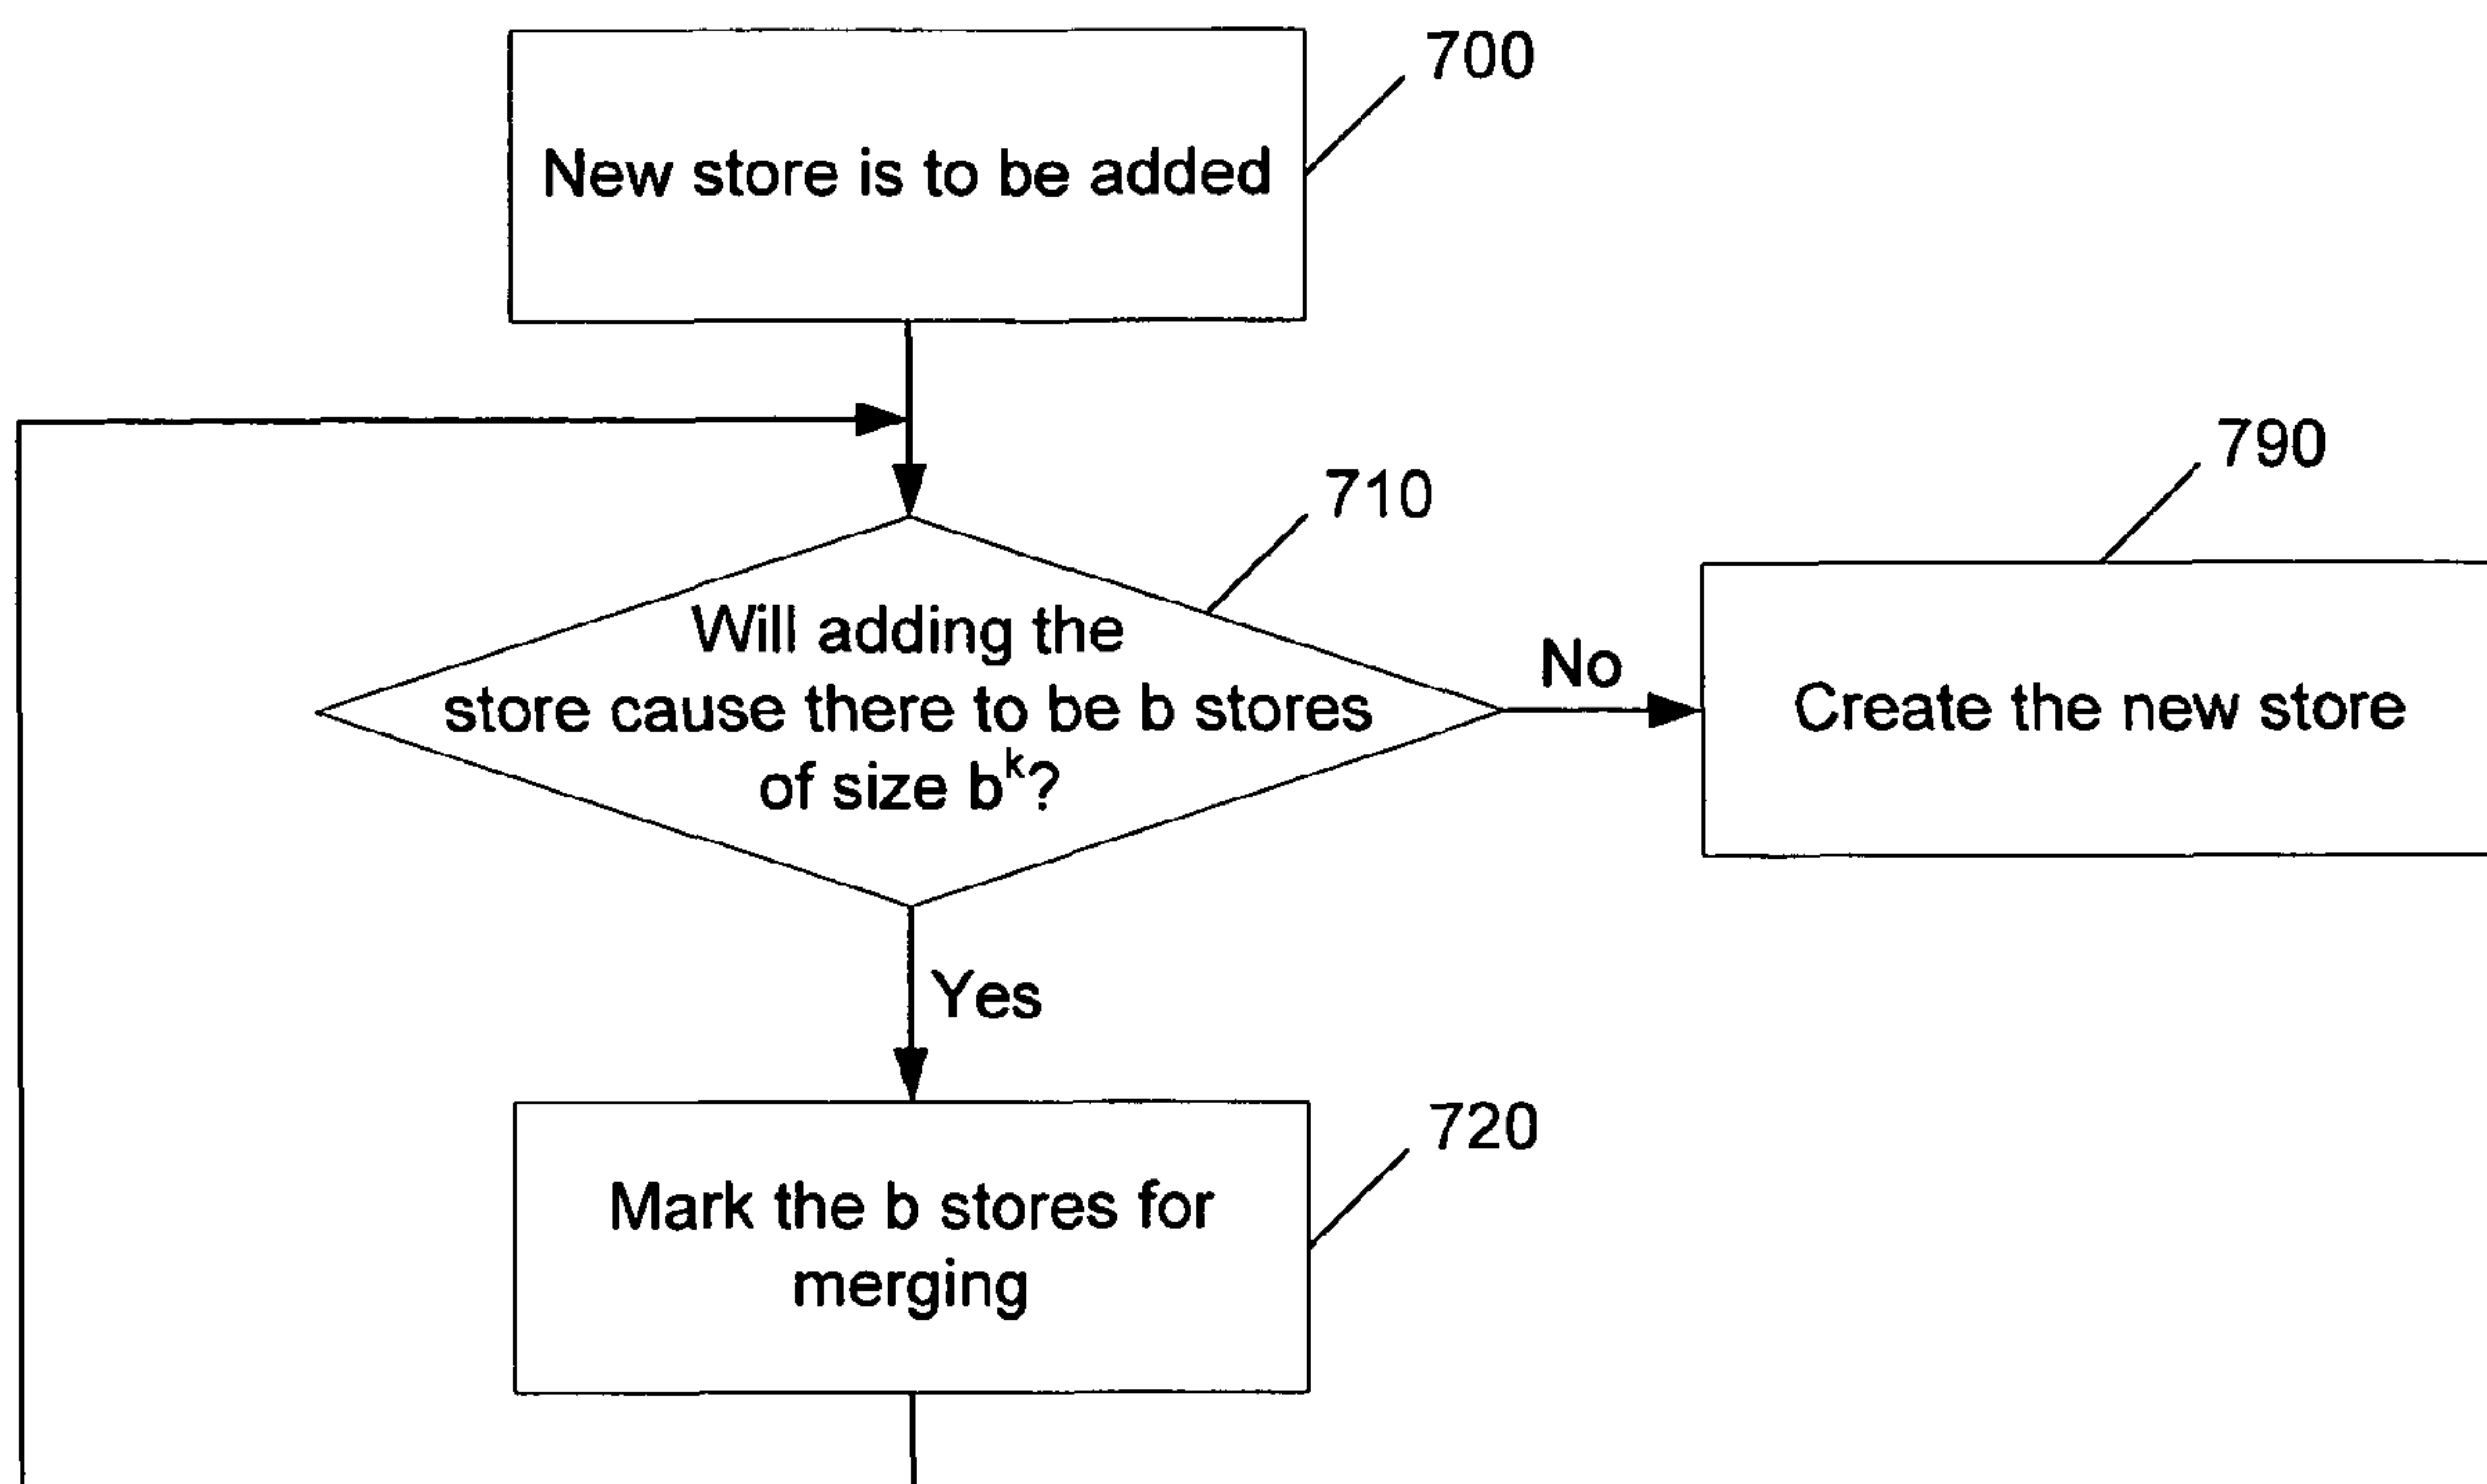 700
New store is to be added
790
710
Will adding the
store cause there to be b stores
of size b^k?
No
Create the new store
Yes
720
Mark the b stores for
merging